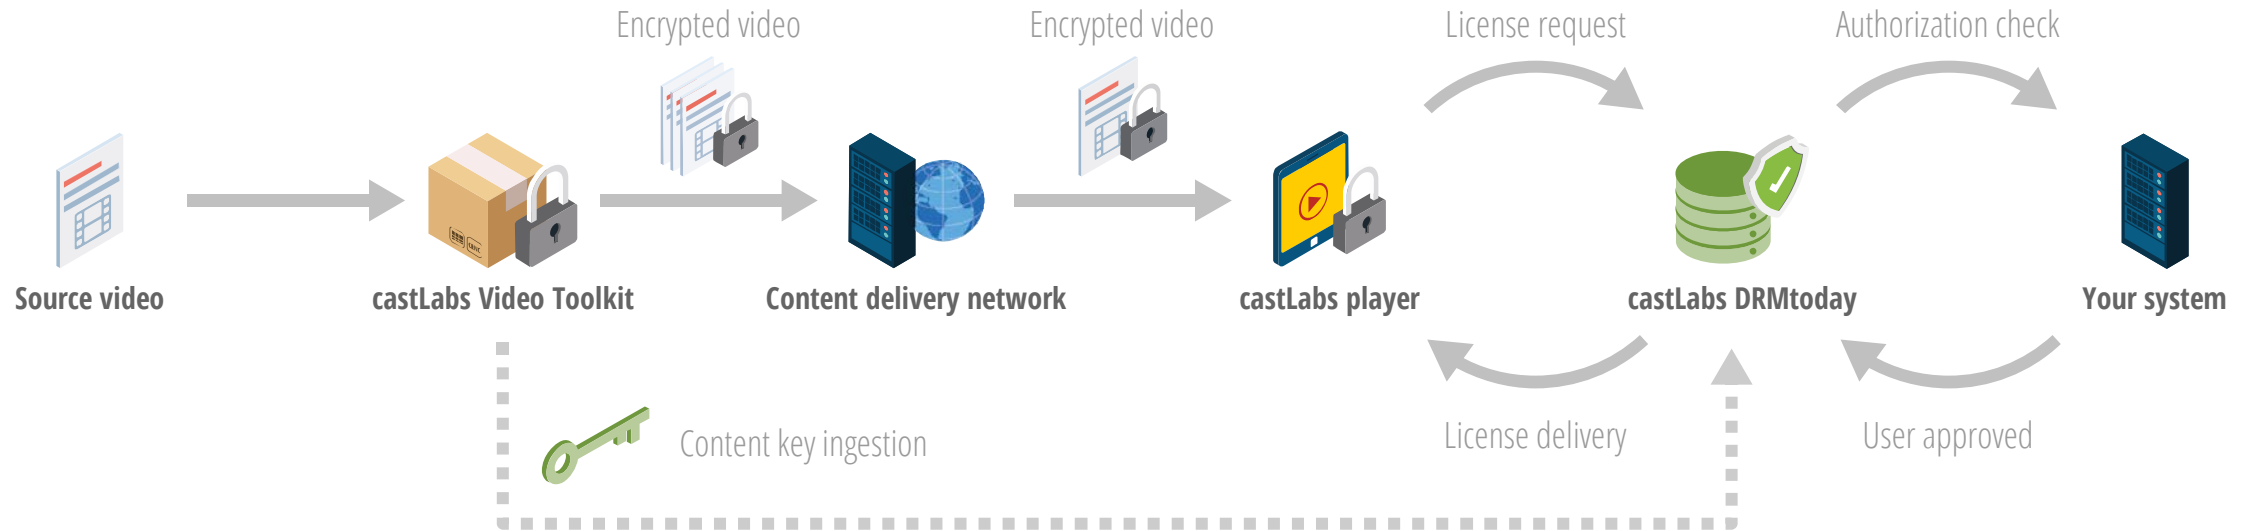 Encrypted video
Encrypted video
License request
Authorization check
Source video
castLabs Video Toolkit
Content delivery network
castLabs player
castLabs DRMtoday
Your system
Content key ingestion
License delivery
User approved